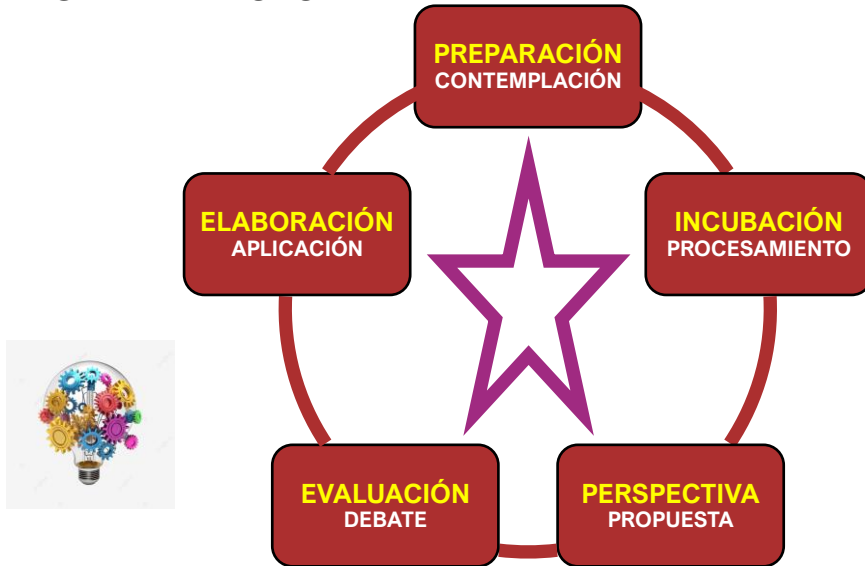 PREPARACIÓN
CONTEMPLACIÓN
INCUBACIÓN
PROCESAMIENTO
PERSPECTIVA
PROPUESTA
EVALUACIÓN
DEBATE
ELABORACIÓN
APLICACIÓN